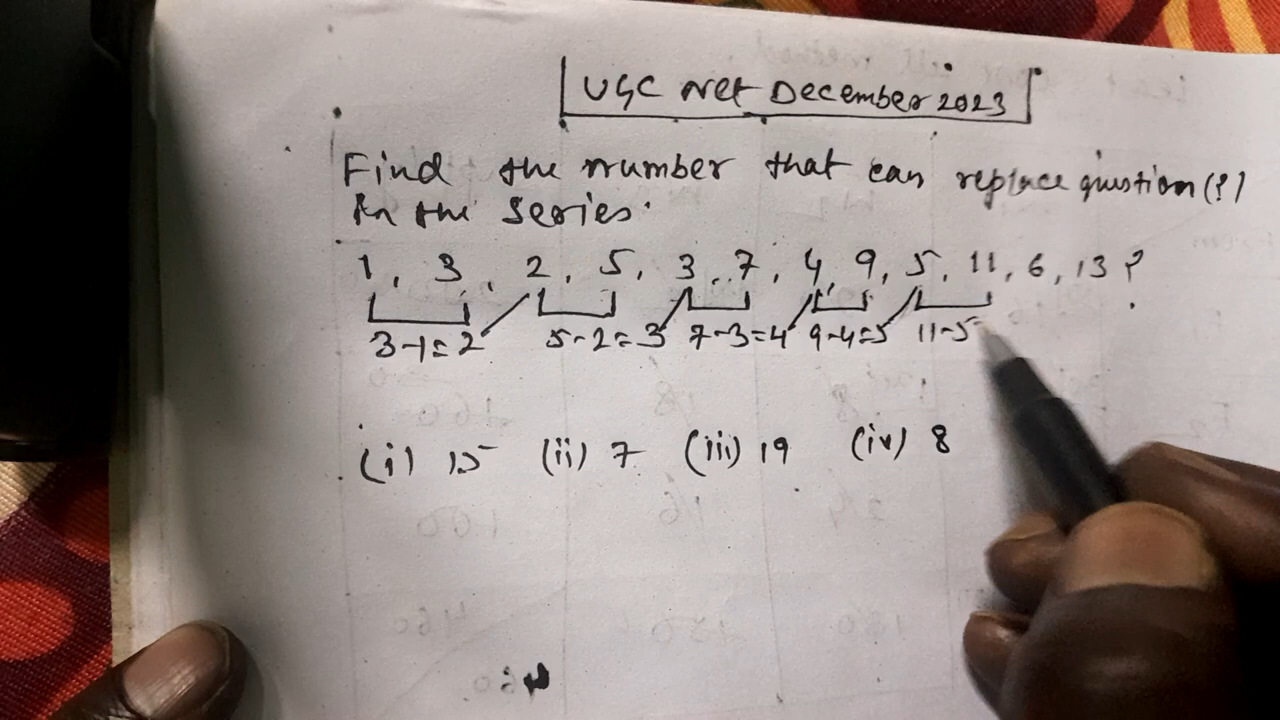 UGC Net December 2023
Find the number that can replace question (?)
in the series.
1, 3, 2, 5, 3, 7, 4, 9, 5, 11, 6, 13 ?
3-1=2 5-2=3 7-3=4 9-4=5 11-5=
(i) 15 (ii) 7 (iii) 19 (iv) 8